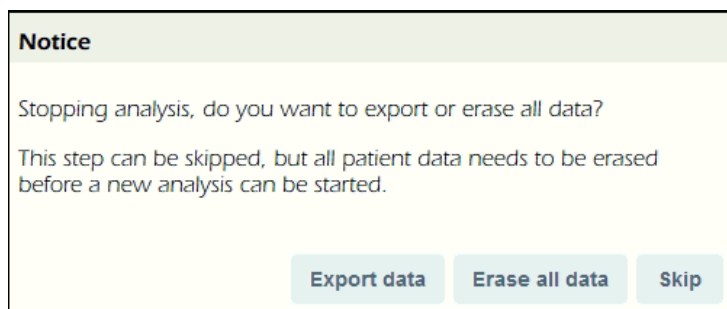 Notice
Stopping analysis, do you want to export or erase all data?
This step can be skipped, but all patient data needs to be erased
before a new analysis can be started.
Export data Erase all data Skip